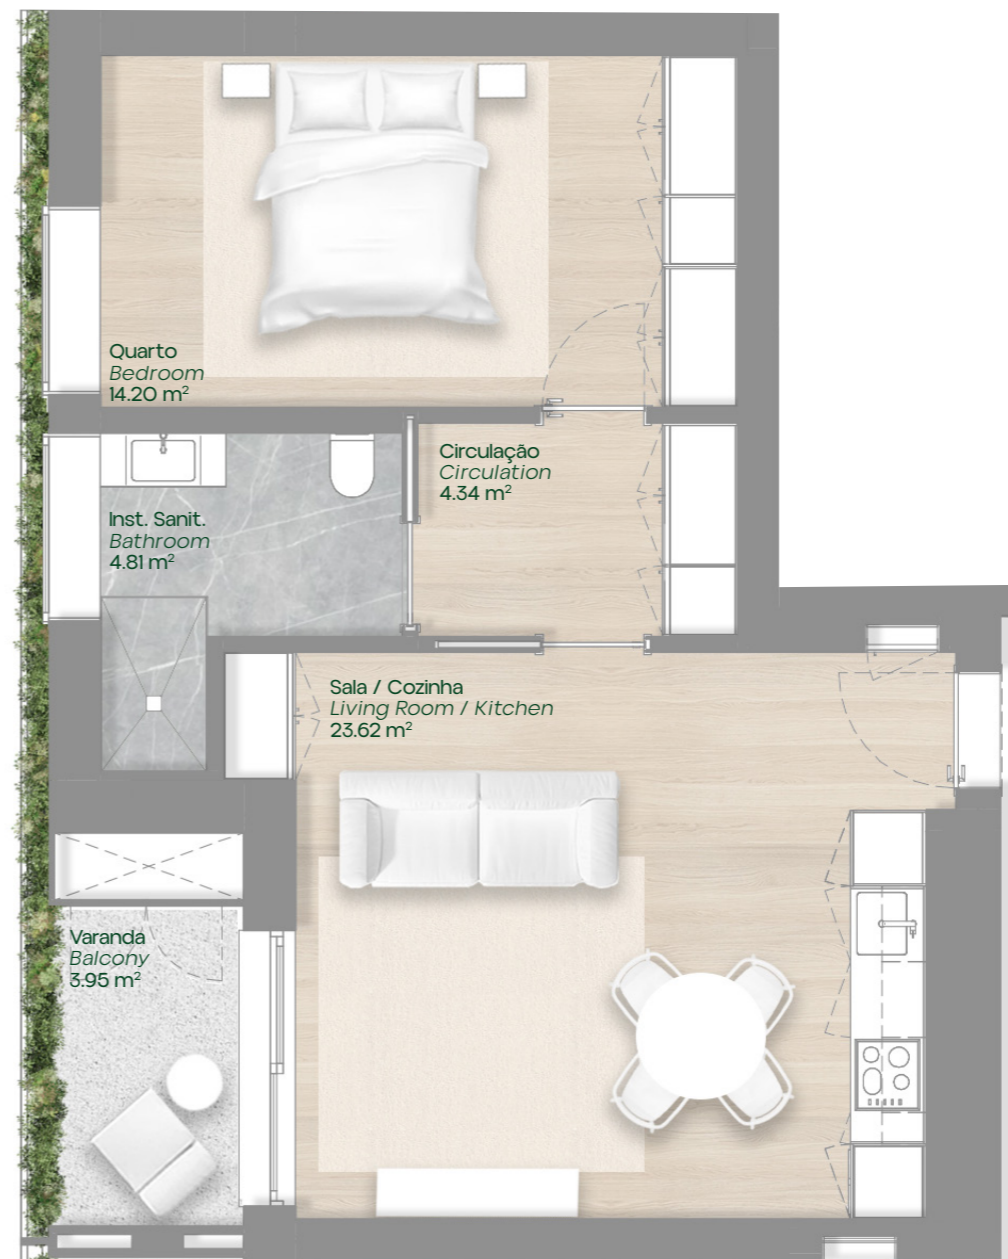 Quarto
Bedroom
14.20 m²
Circulação
Circulation
4.34 m²
Inst. Sanit.
Bathroom
4.81 m²
Sala / Cozinha
Living Room / Kitchen
23.62 m²
Varanda
Balcony
3.95 m²